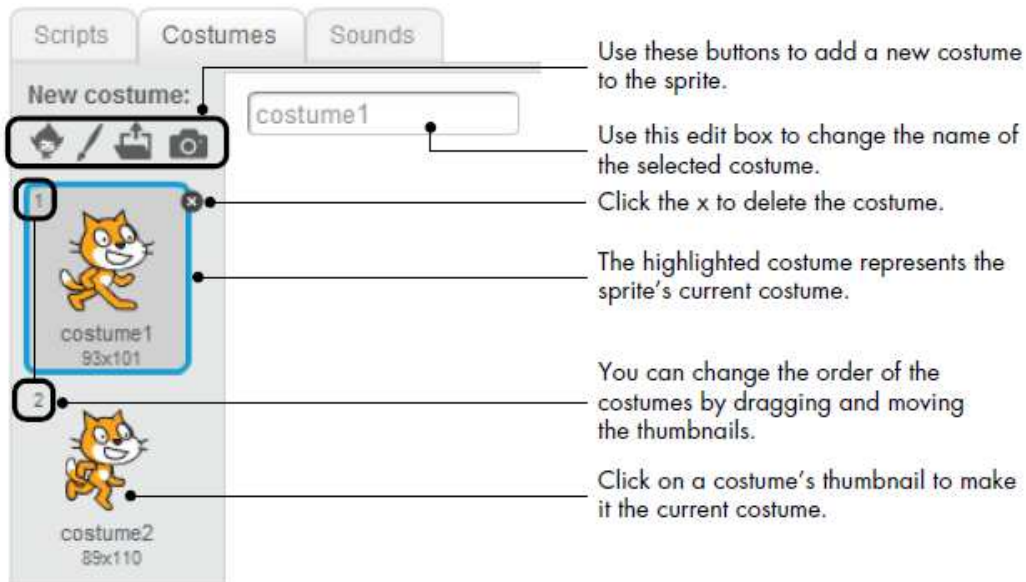 Scripts
Costumes
Sounds
New costume:
costume1
1
costume1
93x101
2
costume2
89x110
Use these buttons to add a new costume
to the sprite.
Use this edit box to change the name of
the selected costume.
Click the x to delete the costume.
The highlighted costume represents the
sprite’s current costume.
You can change the order of the
costumes by dragging and moving
the thumbnails.
Click on a costume’s thumbnail to make
it the current costume.